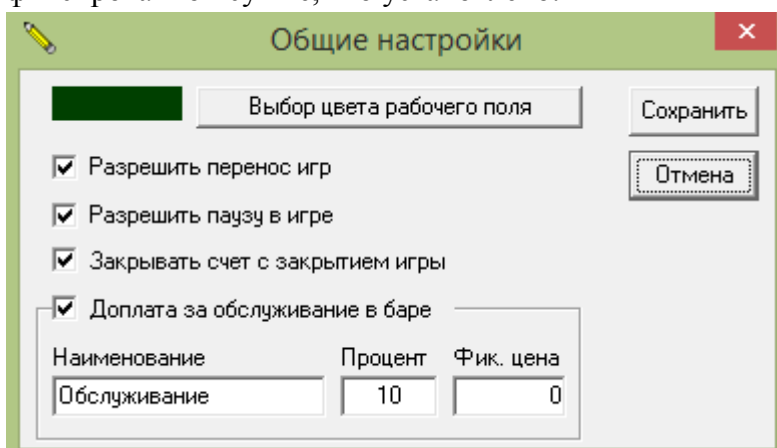 Общие настройки
Выбор цвета рабочего поля
Сохранить
Разрешить перенос игр
Отмена
Разрешить паузу в игре
Закрывать счет с закрытием игры
Доплата за обслуживание в баре
Наименование Процент Фик. цена
Обслуживание 10 0